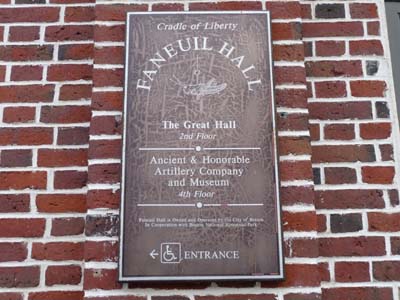 Cradle of Liberty
FANEUIL HALL
The Great Hall
2nd Floor
Ancient & Honorable
Artillery Company
and Museum
4th Floor
Faneuil Hall is Owned and Operated by the City of Boston
In Cooperation with Boston National Historical Park
ENTRANCE